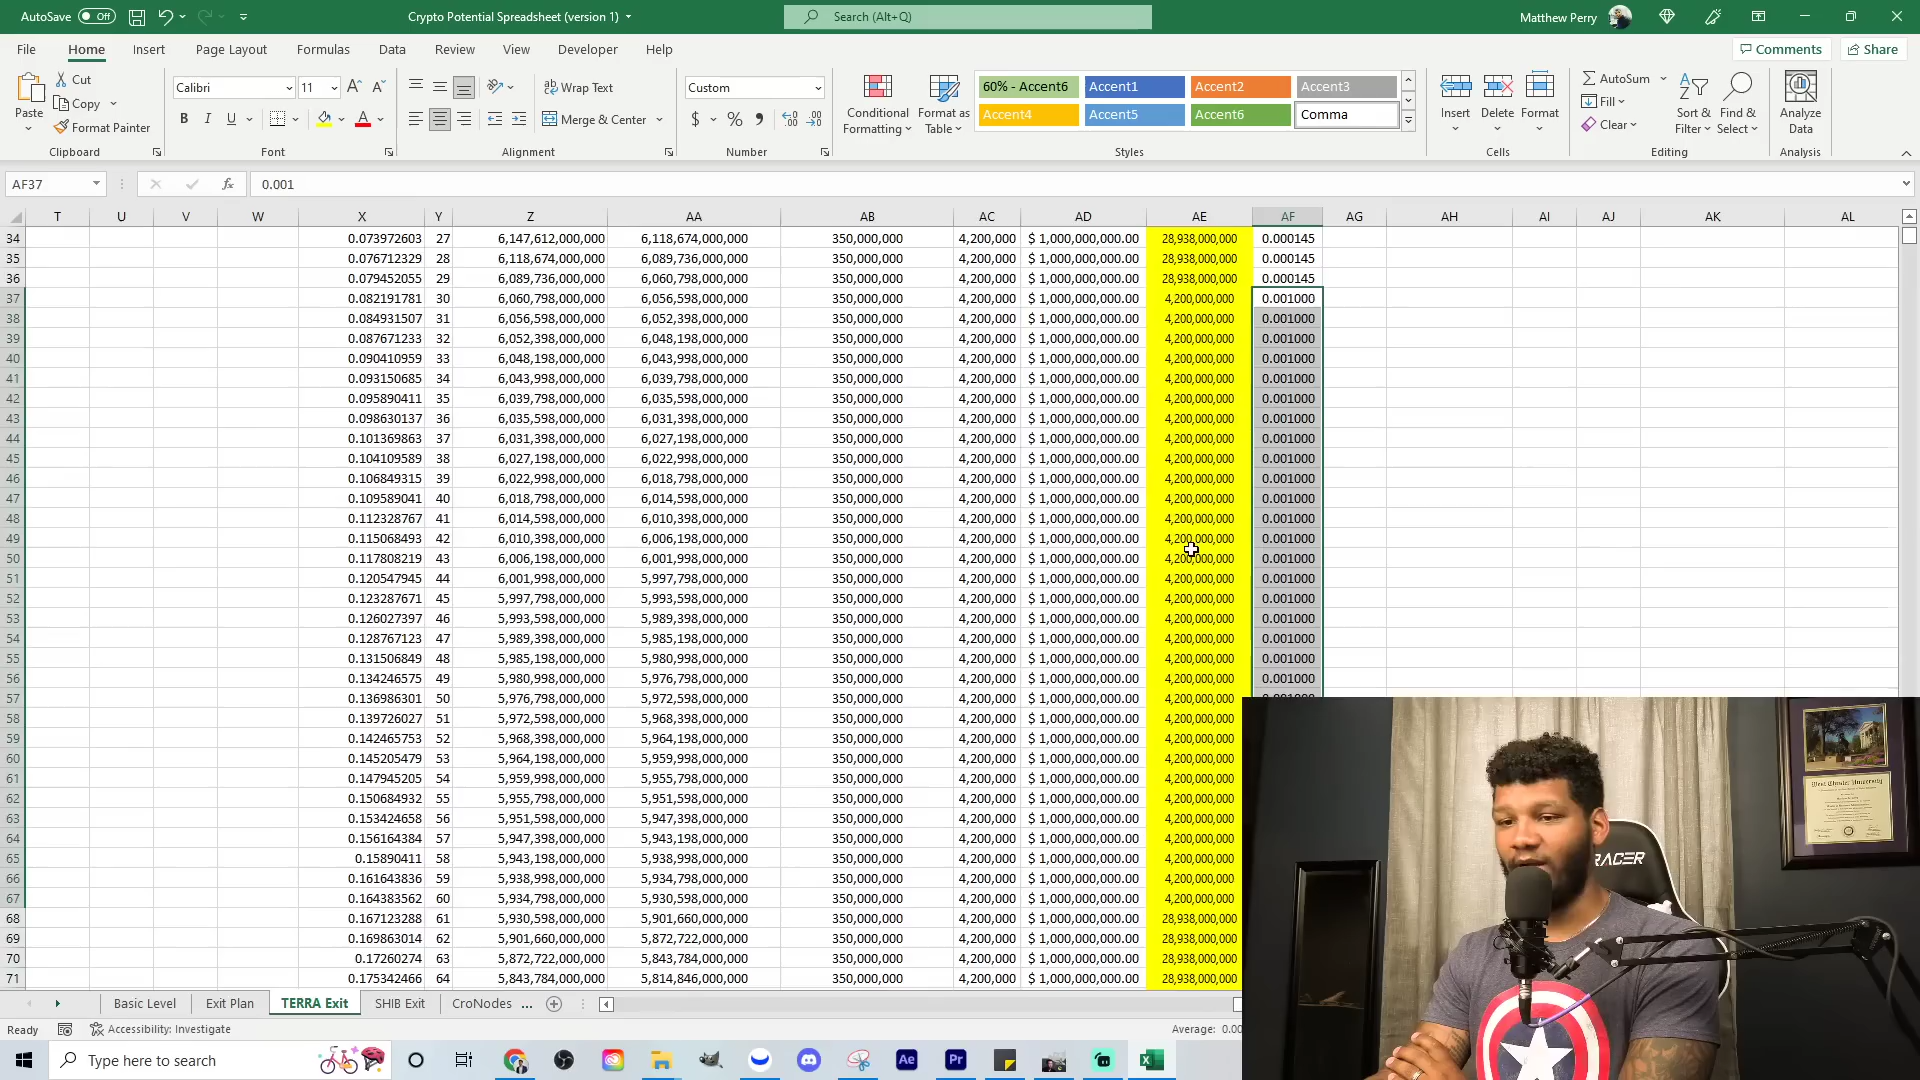 AutoSave Off Crypto Potential Spreadsheet (version 1) Search (Alt+Q) Matthew Perry
File Home Insert Page Layout Formulas Data Review View Developer Help Comments Share
Paste Cut Copy Format Painter
Calibri 11 Wrap Text Merge & Center Custom $ % 9
Conditional Formatting Format as Table
60% - Accent6 Accent1 Accent2 Accent3
Accent4 Accent5 Accent6 Comma
Insert Delete Format
AutoSum Fill Clear Sort & Filter Find & Select Analyze Data
Clipboard Font Alignment Number Styles Cells Editing Analysis
AF37 fx 0.001
T U V W X Y Z AA AB AC AD AE AF AG AH AI AJ AK AL
34 0.073972603 27 6,147,612,000,000 6,118,674,000,000 350,000,000 4,200,000 $ 1,000,000,000.00 28,938,000,000 0.000145
35 0.076712329 28 6,118,674,000,000 6,089,736,000,000 350,000,000 4,200,000 $ 1,000,000,000.00 28,938,000,000 0.000145
36 0.079452055 29 6,089,736,000,000 6,060,798,000,000 350,000,000 4,200,000 $ 1,000,000,000.00 28,938,000,000 0.000145
37 0.082191781 30 6,060,798,000,000 6,056,598,000,000 350,000,000 4,200,000 $ 1,000,000,000.00 4,200,000,000 0.001000
38 0.084931507 31 6,056,598,000,000 6,052,398,000,000 350,000,000 4,200,000 $ 1,000,000,000.00 4,200,000,000 0.001000
39 0.087671233 32 6,052,398,000,000 6,048,198,000,000 350,000,000 4,200,000 $ 1,000,000,000.00 4,200,000,000 0.001000
40 0.090410959 33 6,048,198,000,000 6,043,998,000,000 350,000,000 4,200,000 $ 1,000,000,000.00 4,200,000,000 0.001000
41 0.093150685 34 6,043,998,000,000 6,039,798,000,000 350,000,000 4,200,000 $ 1,000,000,000.00 4,200,000,000 0.001000
42 0.095890411 35 6,039,798,000,000 6,035,598,000,000 350,000,000 4,200,000 $ 1,000,000,000.00 4,200,000,000 0.001000
43 0.098630137 36 6,035,598,000,000 6,031,398,000,000 350,000,000 4,200,000 $ 1,000,000,000.00 4,200,000,000 0.001000
44 0.101369863 37 6,031,398,000,000 6,027,198,000,000 350,000,000 4,200,000 $ 1,000,000,000.00 4,200,000,000 0.001000
45 0.104109589 38 6,027,198,000,000 6,022,998,000,000 350,000,000 4,200,000 $ 1,000,000,000.00 4,200,000,000 0.001000
46 0.106849315 39 6,022,998,000,000 6,018,798,000,000 350,000,000 4,200,000 $ 1,000,000,000.00 4,200,000,000 0.001000
47 0.109589041 40 6,018,798,000,000 6,014,598,000,000 350,000,000 4,200,000 $ 1,000,000,000.00 4,200,000,000 0.001000
48 0.112328767 41 6,014,598,000,000 6,010,398,000,000 350,000,000 4,200,000 $ 1,000,000,000.00 4,200,000,000 0.001000
49 0.115068493 42 6,010,398,000,000 6,006,198,000,000 350,000,000 4,200,000 $ 1,000,000,000.00 4,200,000,000 0.001000
50 0.117808219 43 6,006,198,000,000 6,001,998,000,000 350,000,000 4,200,000 $ 1,000,000,000.00 4,200,000,000 0.001000
51 0.120547945 44 6,001,998,000,000 5,997,798,000,000 350,000,000 4,200,000 $ 1,000,000,000.00 4,200,000,000 0.001000
52 0.123287671 45 5,997,798,000,000 5,993,598,000,000 350,000,000 4,200,000 $ 1,000,000,000.00 4,200,000,000 0.001000
53 0.126027397 46 5,993,598,000,000 5,989,398,000,000 350,000,000 4,200,000 $ 1,000,000,000.00 4,200,000,000 0.001000
54 0.128767123 47 5,989,398,000,000 5,985,198,000,000 350,000,000 4,200,000 $ 1,000,000,000.00 4,200,000,000 0.001000
55 0.131506849 48 5,985,198,000,000 5,980,998,000,000 350,000,000 4,200,000 $ 1,000,000,000.00 4,200,000,000 0.001000
56 0.134246575 49 5,980,998,000,000 5,976,798,000,000 350,000,000 4,200,000 $ 1,000,000,000.00 4,200,000,000 0.001000
57 0.136986301 50 5,976,798,000,000 5,972,598,000,000 350,000,000 4,200,000 $ 1,000,000,000.00 4,200,000,000
58 0.139726027 51 5,972,598,000,000 5,968,398,000,000 350,000,000 4,200,000 $ 1,000,000,000.00 4,200,000,000
59 0.142465753 52 5,968,398,000,000 5,964,198,000,000 350,000,000 4,200,000 $ 1,000,000,000.00 4,200,000,000
60 0.145205479 53 5,964,198,000,000 5,959,998,000,000 350,000,000 4,200,000 $ 1,000,000,000.00 4,200,000,000
61 0.147945205 54 5,959,998,000,000 5,955,798,000,000 350,000,000 4,200,000 $ 1,000,000,000.00 4,200,000,000
62 0.150684932 55 5,955,798,000,000 5,951,598,000,000 350,000,000 4,200,000 $ 1,000,000,000.00 4,200,000,000
63 0.153424658 56 5,951,598,000,000 5,947,398,000,000 350,000,000 4,200,000 $ 1,000,000,000.00 4,200,000,000
64 0.156164384 57 5,947,398,000,000 5,943,198,000,000 350,000,000 4,200,000 $ 1,000,000,000.00 4,200,000,000
65 0.15890411 58 5,943,198,000,000 5,938,998,000,000 350,000,000 4,200,000 $ 1,000,000,000.00 4,200,000,000
66 0.161643836 59 5,938,998,000,000 5,934,798,000,000 350,000,000 4,200,000 $ 1,000,000,000.00 4,200,000,000
67 0.164383562 60 5,934,798,000,000 5,930,598,000,000 350,000,000 4,200,000 $ 1,000,000,000.00 4,200,000,000
68 0.167123288 61 5,930,598,000,000 5,901,660,000,000 350,000,000 4,200,000 $ 1,000,000,000.00 28,938,000,000
69 0.169863014 62 5,901,660,000,000 5,872,722,000,000 350,000,000 4,200,000 $ 1,000,000,000.00 28,938,000,000
70 0.17260274 63 5,872,722,000,000 5,843,784,000,000 350,000,000 4,200,000 $ 1,000,000,000.00 28,938,000,000
71 0.175342466 64 5,843,784,000,000 5,814,846,000,000 350,000,000 4,200,000 $ 1,000,000,000.00 28,938,000,000
RACER
West Chester University
Basic Level Exit Plan TERRA Exit SHIB Exit CroNodes ...
Ready Accessibility: Investigate Average: 0.00
Type here to search Ae Pr